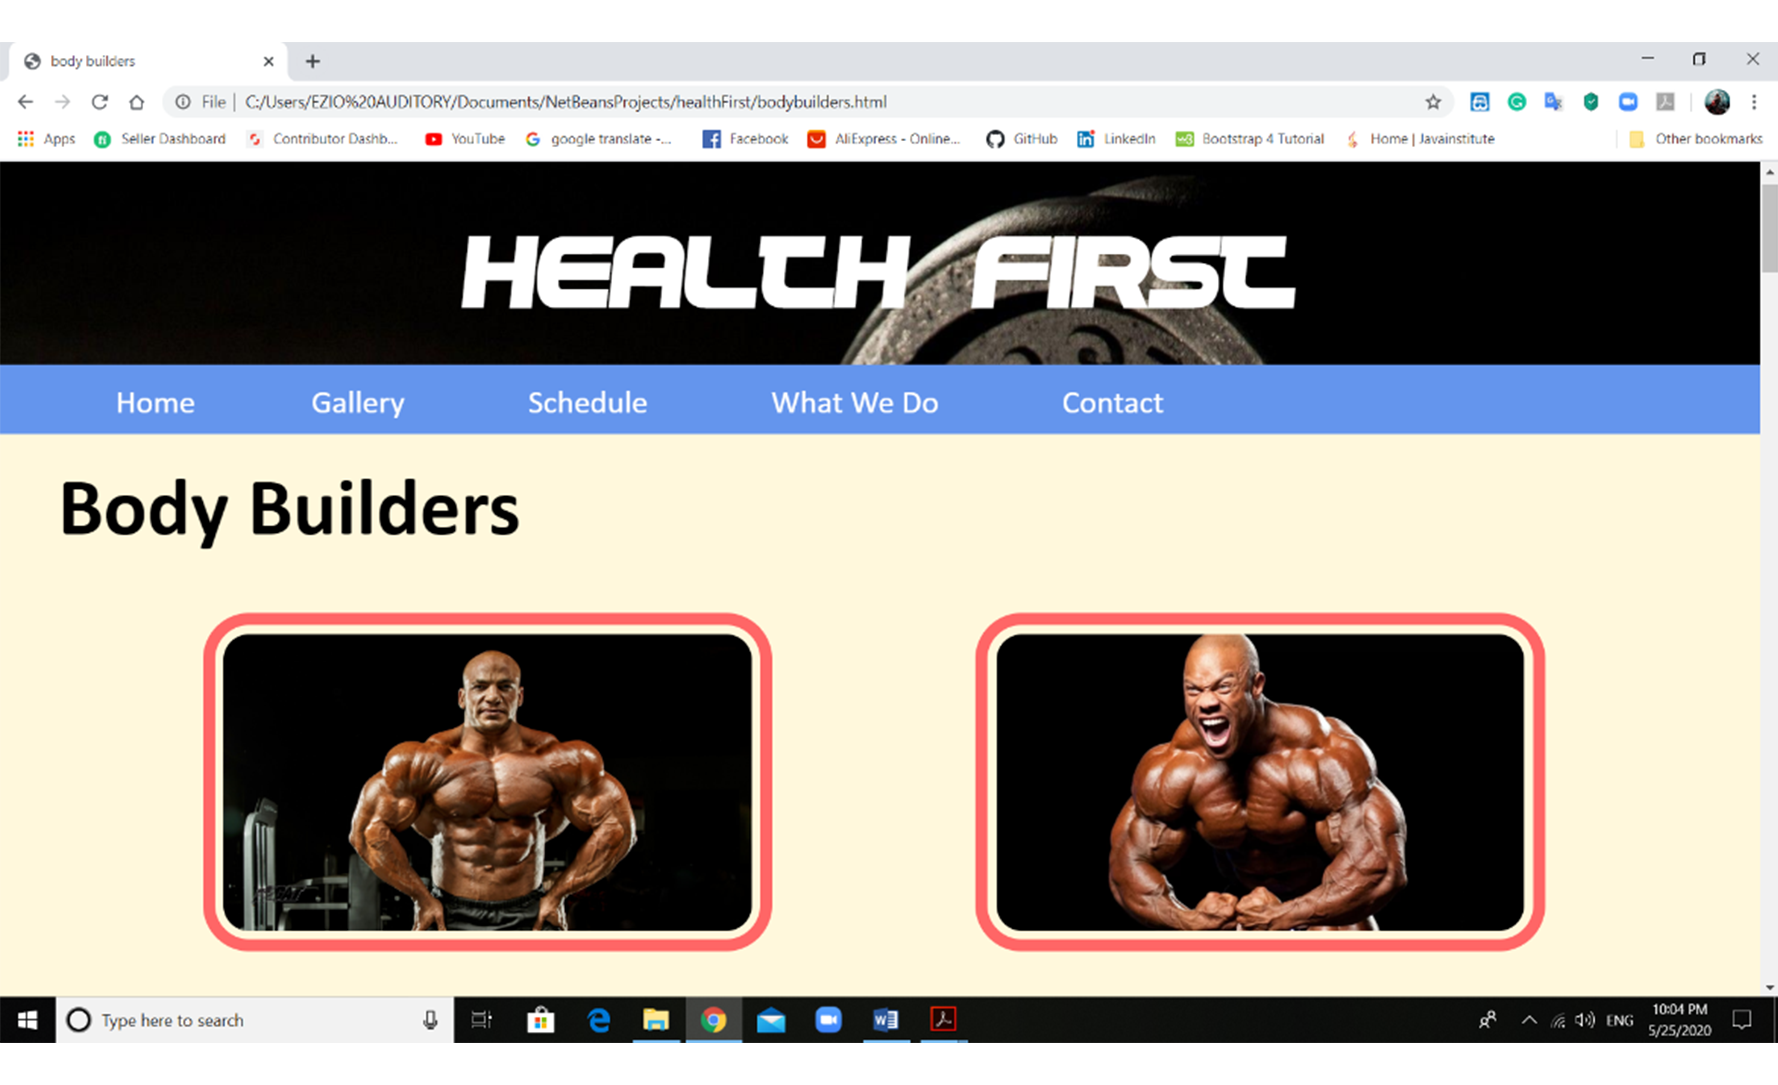 body builders
File | C:/Users/EZIO%20AUDITORY/Documents/NetBeansProjects/healthFirst/bodybuilders.html
Apps Seller Dashboard Contributor Dashb... YouTube google translate -... Facebook AliExpress - Online... GitHub LinkedIn Bootstrap 4 Tutorial Home | Javainstitute Other bookmarks
HEALTH FIRST
Home Gallery Schedule What We Do Contact
Body Builders
Type here to search
ENG
10:04 PM
5/25/2020